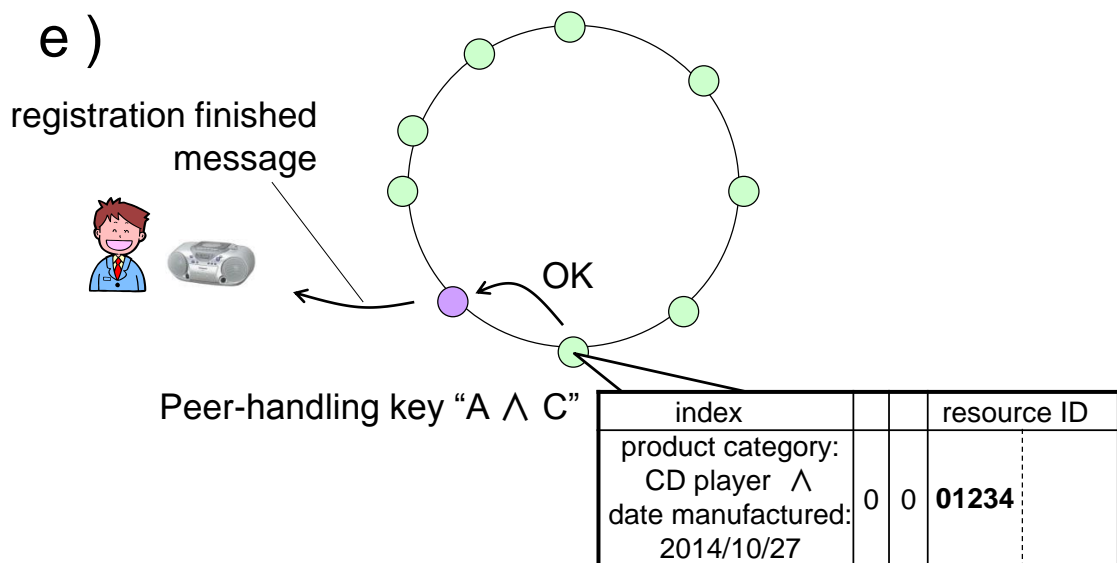 e )
registration finished
message
OK
Peer-handling key “A ∧ C”
index resource ID
product category:
CD player ∧
date manufactured:
2014/10/27
0 0 01234